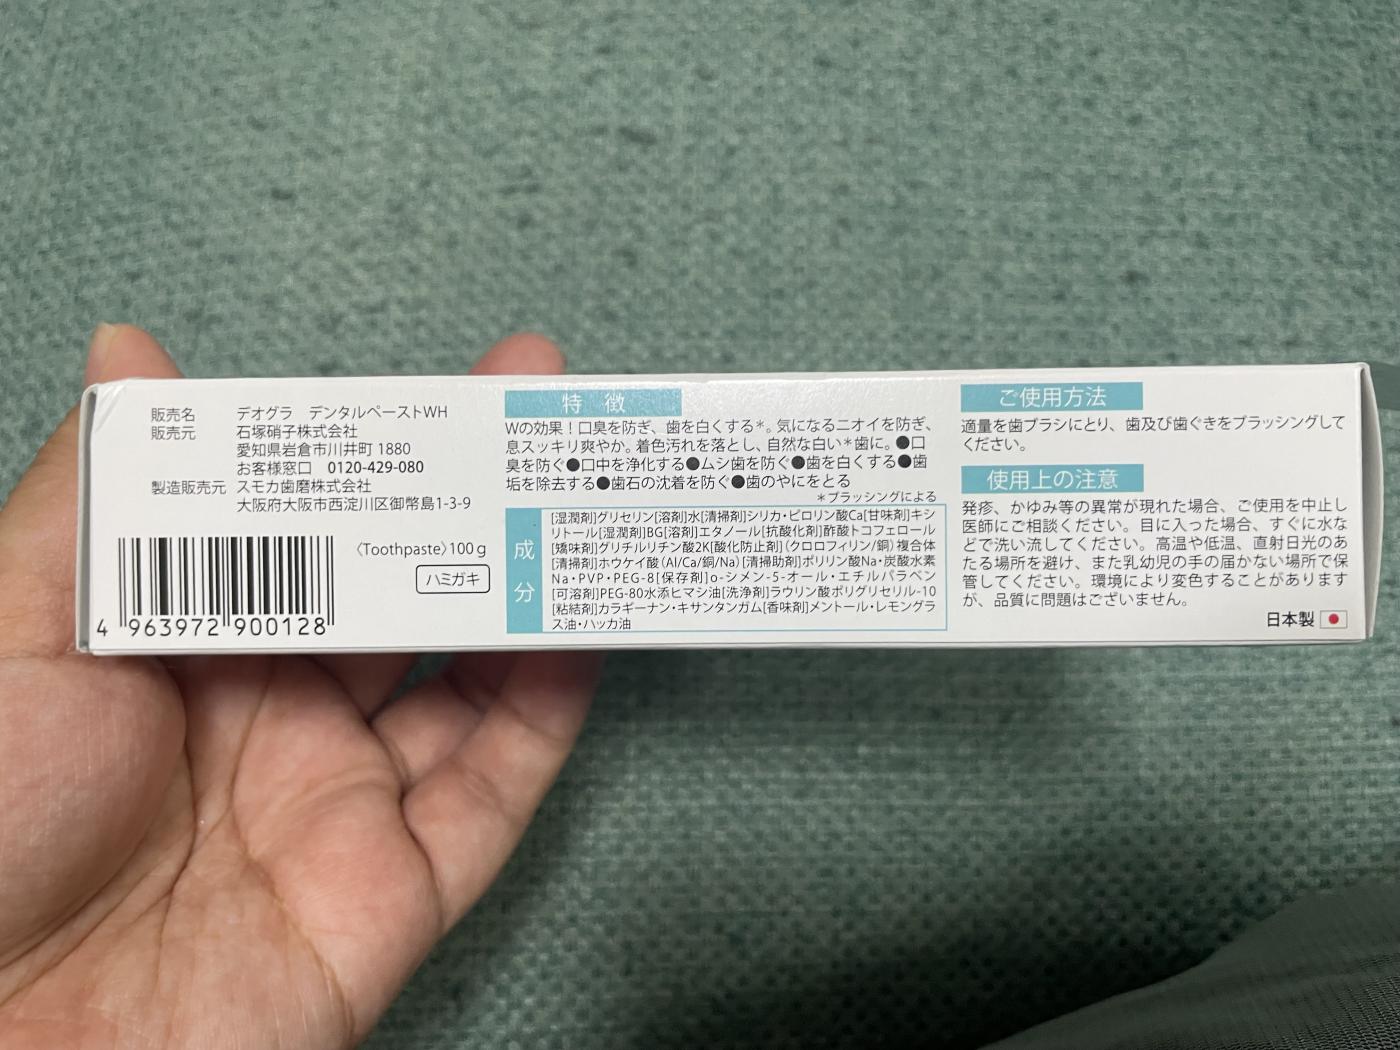 販売名 デオグラ デンタルペーストWH
販売元 石塚硝子株式会社
愛知県岩倉市川井町 1880
お客様窓口 0120-429-080
製造販売元 スモカ歯磨株式会社
大阪府大阪市西淀川区御幣島1-3-9
〈Toothpaste〉100g
ハミガキ
4 963972 900128
特 徴
Wの効果！口臭を防ぎ、歯を白くする＊。気になるニオイを防ぎ、
息スッキリ爽やか。着色汚れを落とし、自然な白い＊歯に。●口
臭を防ぐ●口中を浄化する●ムシ歯を防ぐ●歯を白くする●歯
垢を除去する●歯石の沈着を防ぐ●歯のやにをとる
＊ブラッシングによる
成分
[湿潤剤]グリセリン[溶剤]水[清掃剤]シリカ・ピロリン酸Ca[甘味剤]キシ
リトール[湿潤剤]BG[溶剤]エタノール[抗酸化剤]酢酸トコフェロール
[矯味剤]グリチルリチン酸2K[酸化防止剤]（クロロフィリン/銅）複合体
[清掃剤]ホウケイ酸（Al/Ca/銅/Na）[清掃助剤]ポリリン酸Na・炭酸水素
Na・PVP・PEG-8[保存剤]o-シメン-5-オール・エチルパラベン
[可溶剤]PEG-80水添ヒマシ油[洗浄剤]ラウリン酸ポリグリセリル-10
[粘結剤]カラギーナン・キサンタンガム[香味剤]メントール・レモングラ
ス油・ハッカ油
ご使用方法
適量を歯ブラシにとり、歯及び歯ぐきをブラッシングして
ください。
使用上の注意
発疹、かゆみ等の異常が現れた場合、ご使用を中止し
医師にご相談ください。目に入った場合、すぐに水な
どで洗い流してください。高温や低温、直射日光のあ
たる場所を避け、また乳幼児の手の届かない場所で保
管してください。環境により変色することがあります
が、品質に問題はございません。
日本製